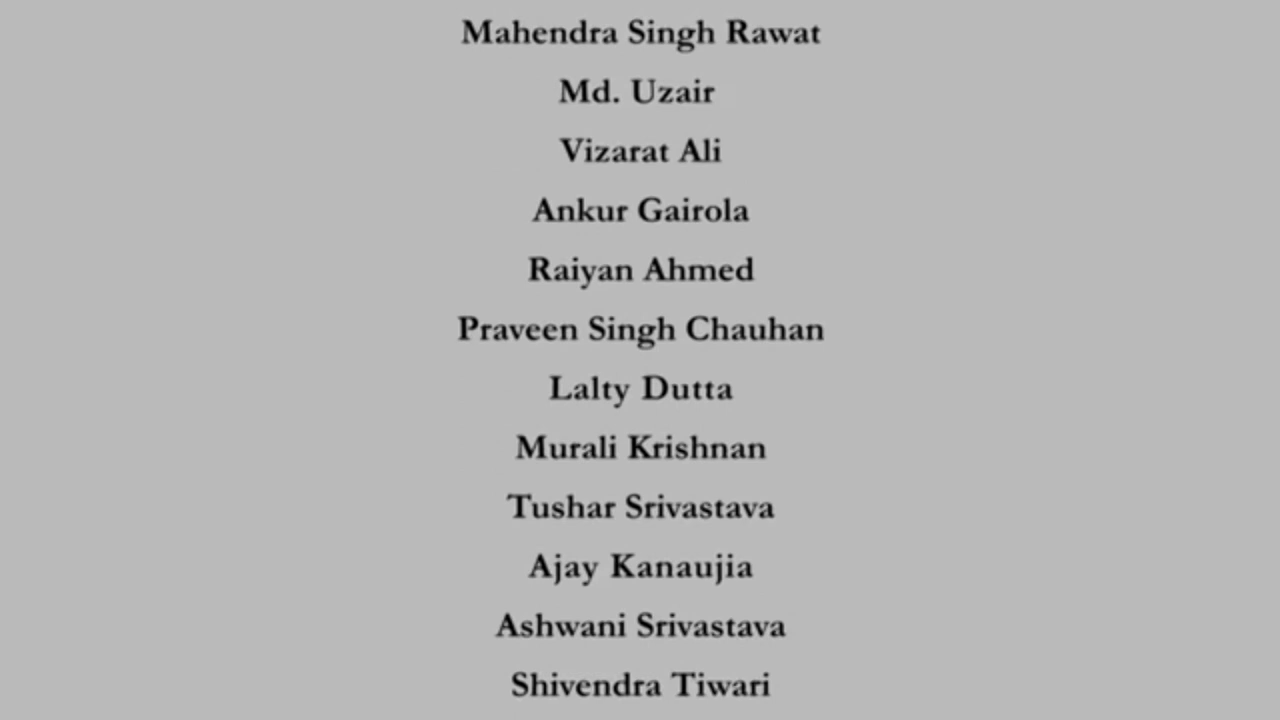 Mahendra Singh Rawat
Md. Uzair
Vizarat Ali
Ankur Gairola
Raiyan Ahmed
Praveen Singh Chauhan
Lalty Dutta
Murali Krishnan
Tushar Srivastava
Ajay Kanaujia
Ashwani Srivastava
Shivendra Tiwari